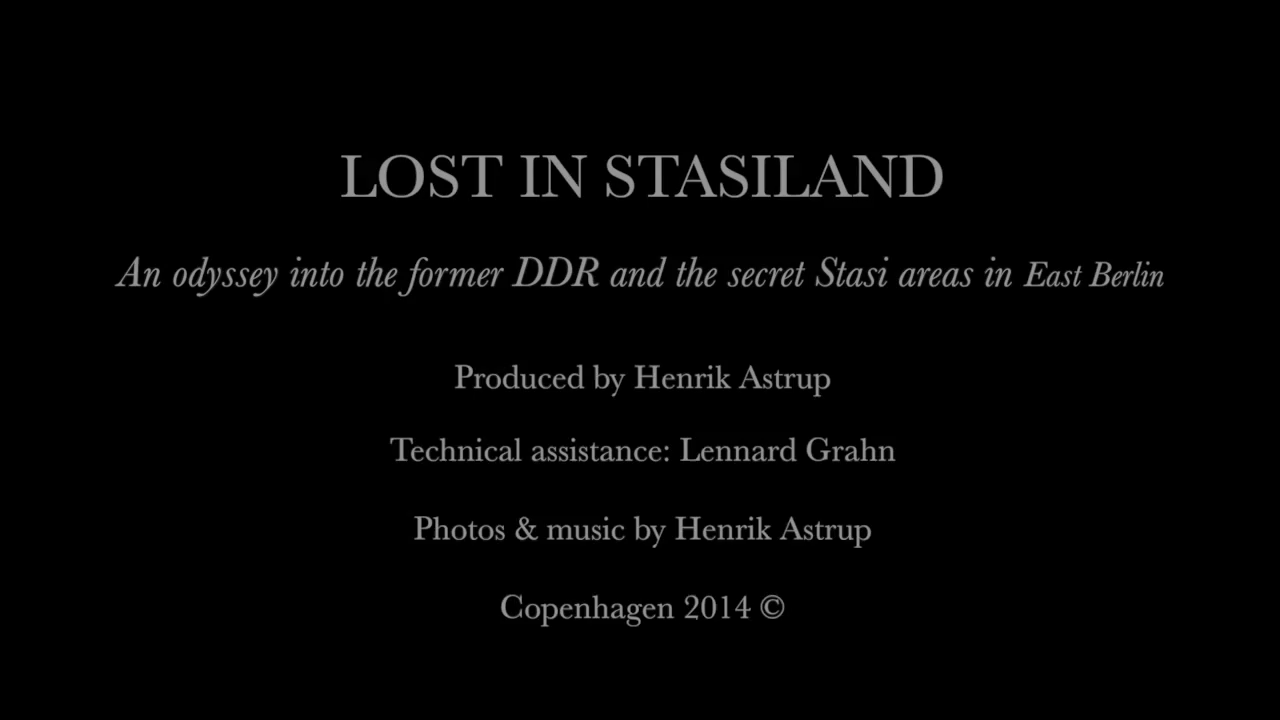 LOST IN STASILAND
An odyssey into the former DDR and the secret Stasi areas in East Berlin
Produced by Henrik Astrup
Technical assistance: Lennard Grahn
Photos & music by Henrik Astrup
Copenhagen 2014 ©